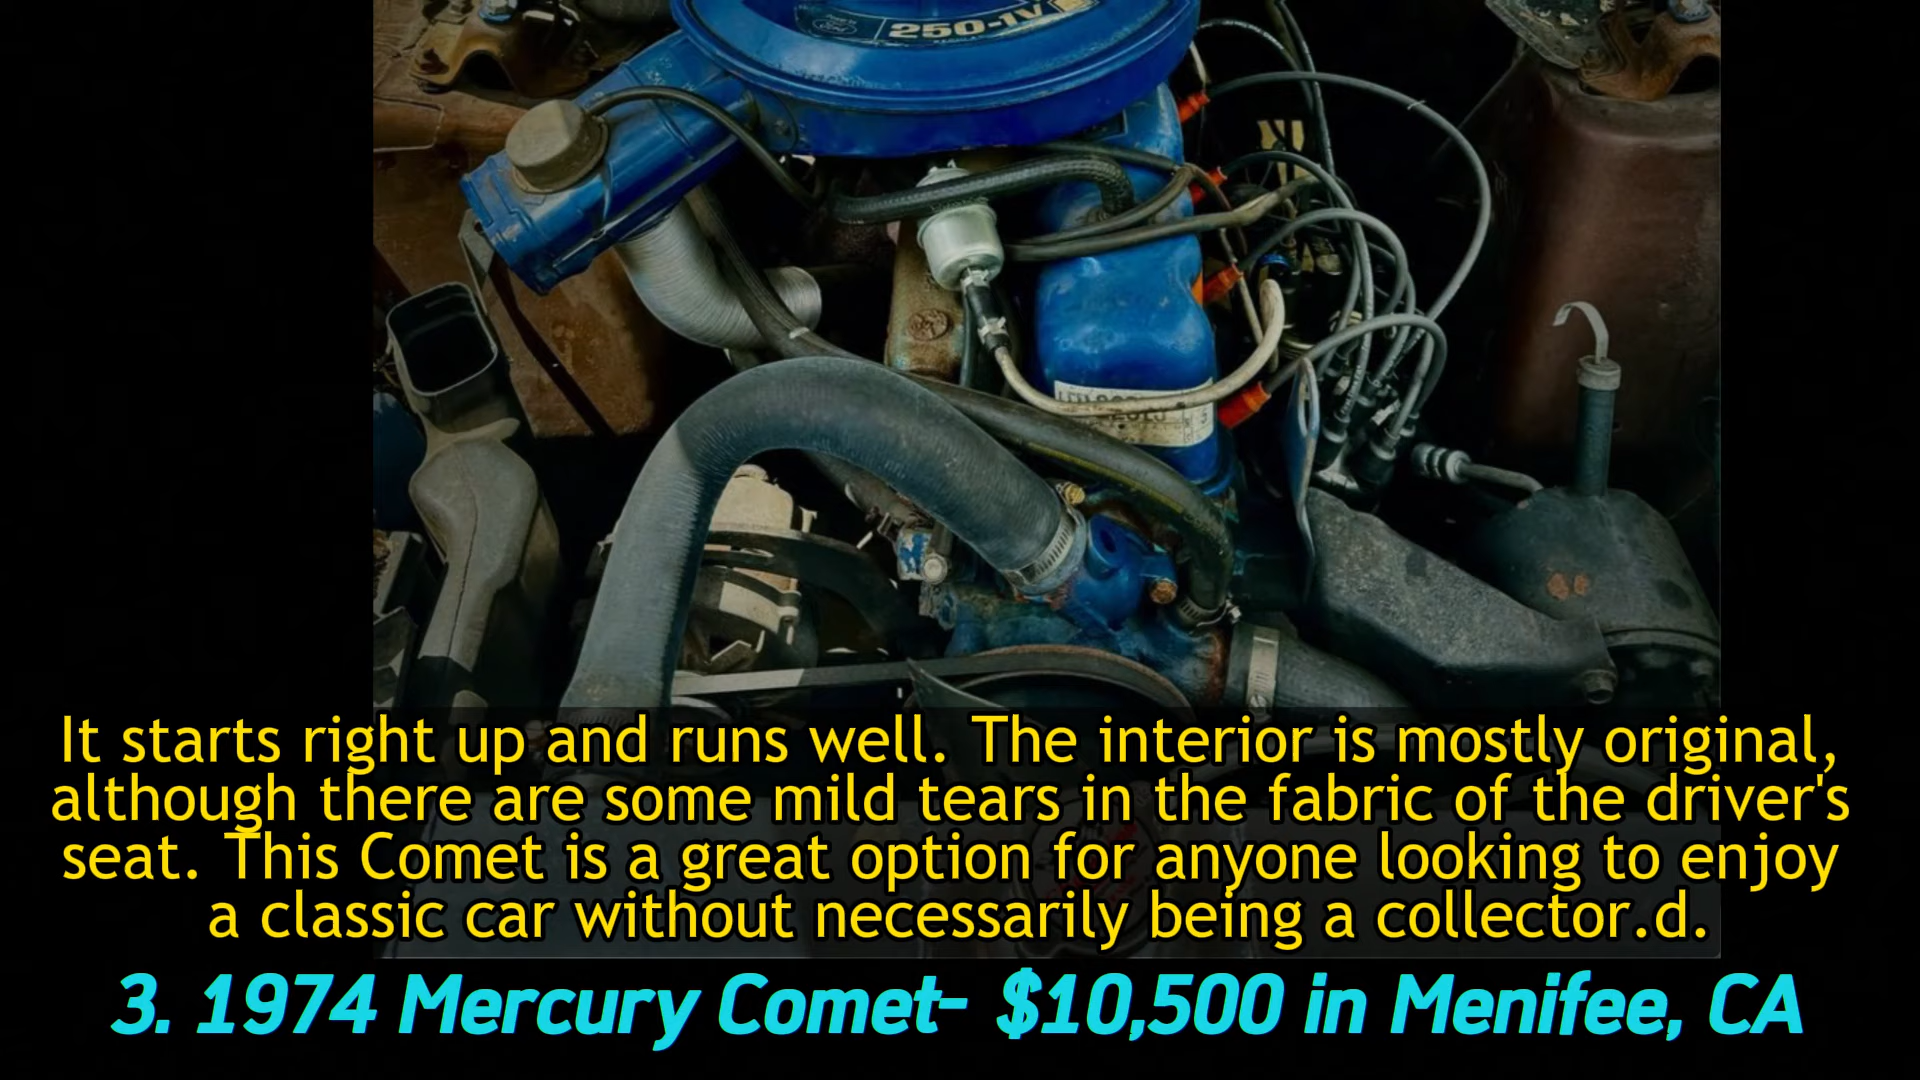 250-1V
It starts right up and runs well. The interior is mostly original,
although there are some mild tears in the fabric of the driver's
seat. This Comet is a great option for anyone looking to enjoy
a classic car without necessarily being a collector.d.
3. 1974 Mercury Comet- $10,500 in Menifee, CA